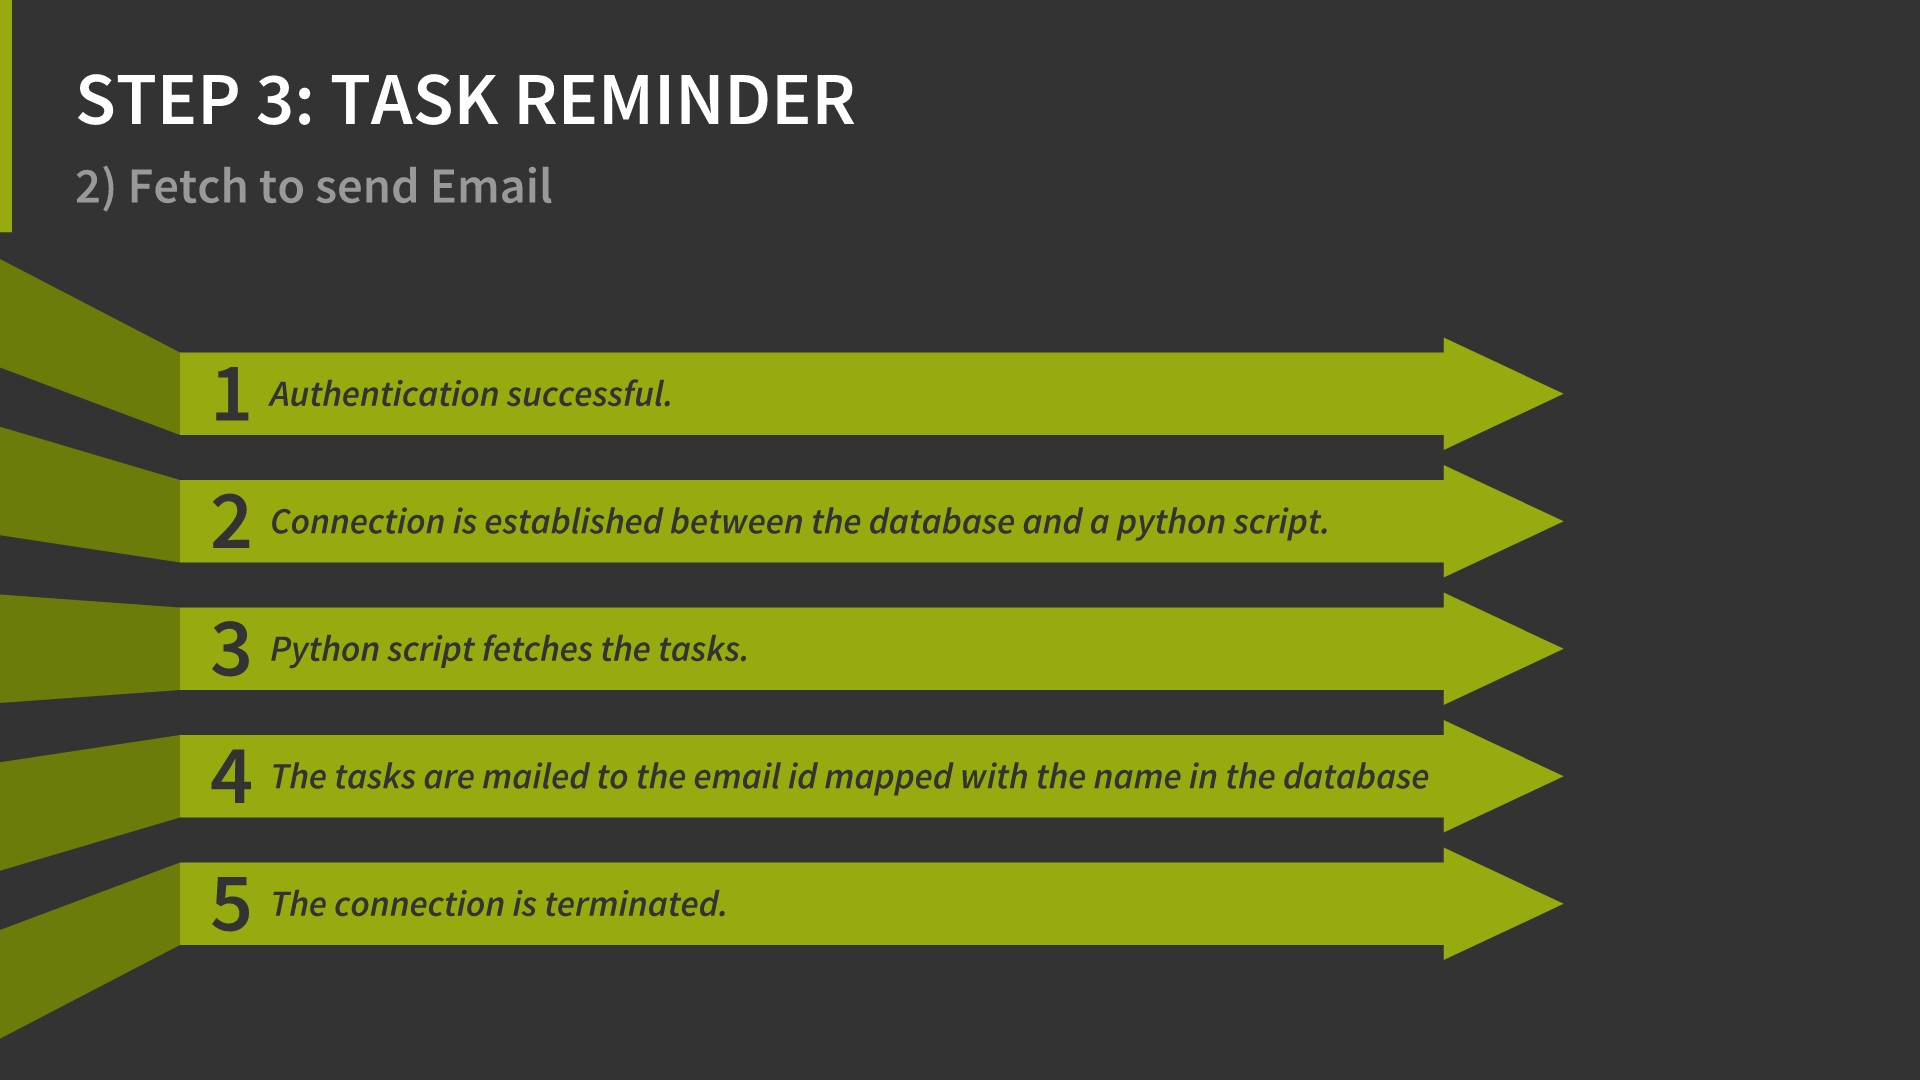 STEP 3: TASK REMINDER
2) Fetch to send Email
1 Authentication successful.
2 Connection is established between the database and a python script.
3 Python script fetches the tasks.
4 The tasks are mailed to the email id mapped with the name in the database
5 The connection is terminated.